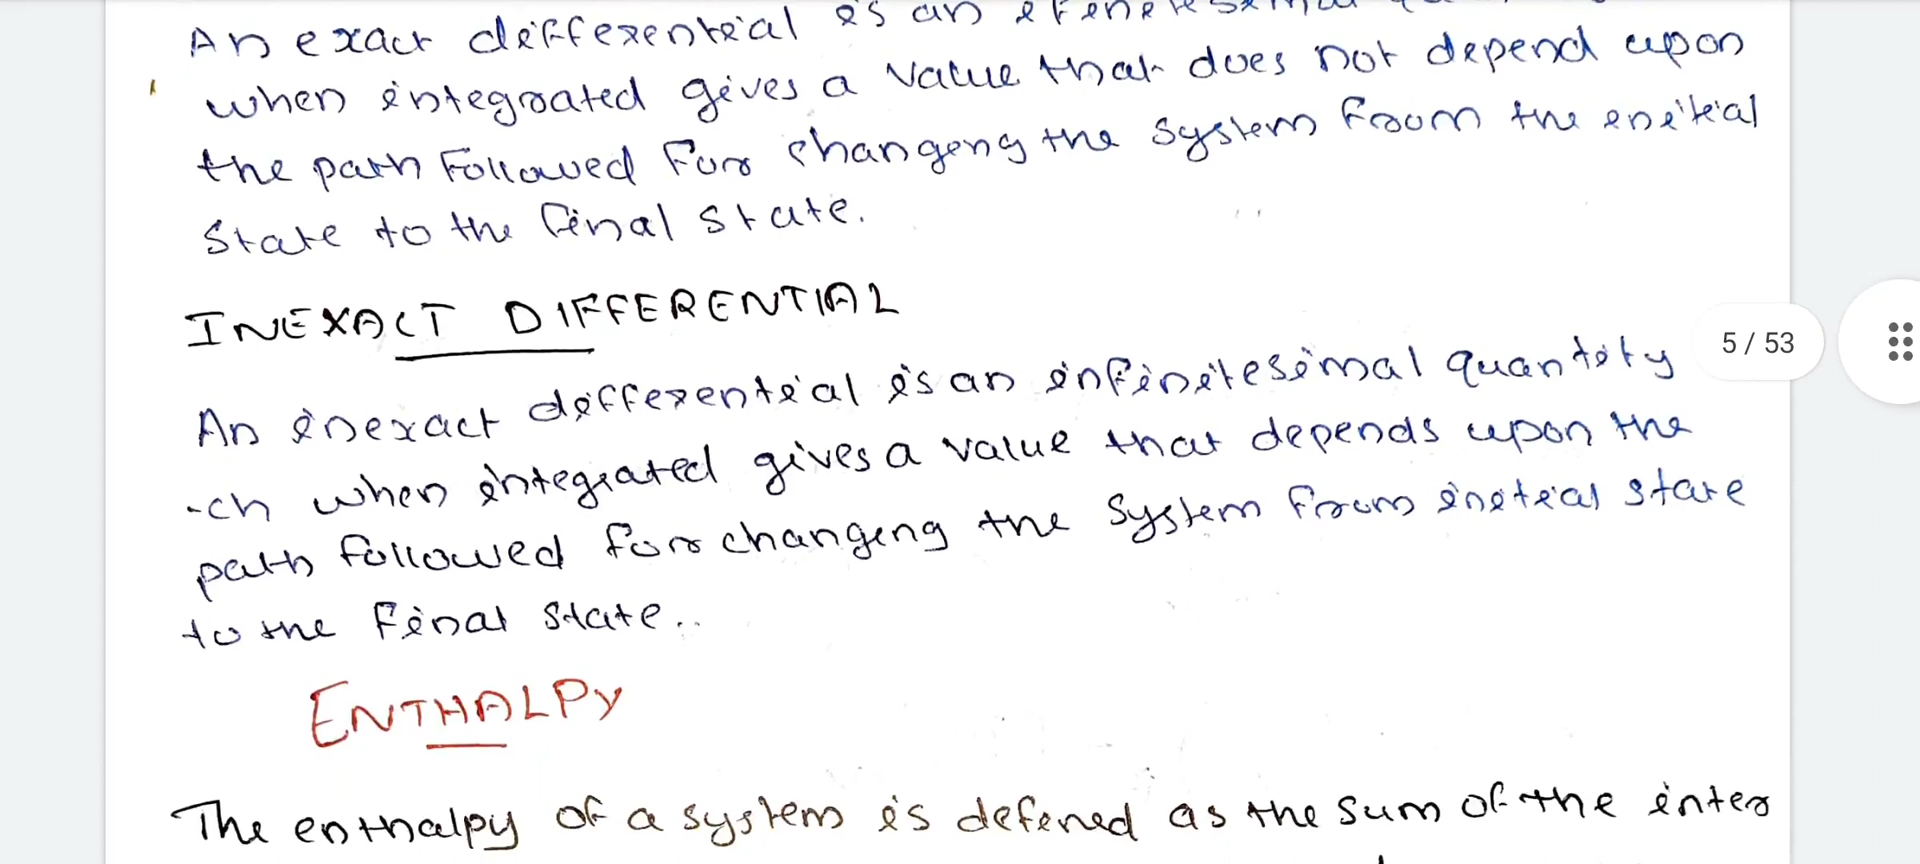 An exact differential is an
when integrated gives a value that does not depend upon
the path followed for changing the system from the initial
state to the final state.
INEXACT DIFFERENTIAL
5 / 53
An inexact differential is an infinitesimal quantity
-ch when integrated gives a value that depends upon the
path followed for changing the system from initial state
to the final state..
ENTHALPY
The enthalpy of a system is defined as the sum of the inter